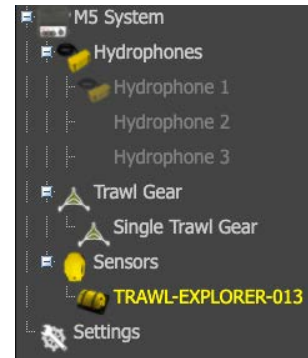 M5 System
Hydrophones
Hydrophone 1
Hydrophone 2
Hydrophone 3
Trawl Gear
Single Trawl Gear
Sensors
TRAWL-EXPLORER-013
Settings